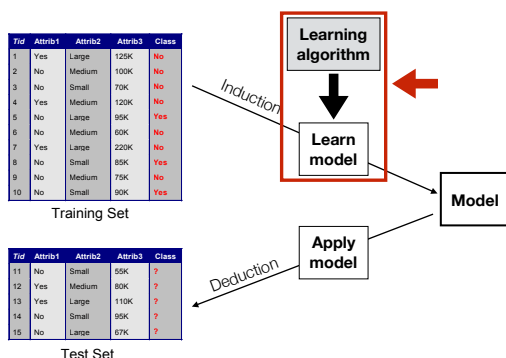 Tid Attrib1 Attrib2 Attrib3 Class
1 Yes Large 125K No
2 No Medium 100K No
3 No Small 70K No
4 Yes Medium 120K No
5 No Large 95K Yes
6 No Medium 60K No
7 Yes Large 220K No
8 No Small 85K Yes
9 No Medium 75K No
10 No Small 90K Yes
Training Set
Learning
algorithm
Induction
Learn
model
Model
Apply
model
Deduction
Tid Attrib1 Attrib2 Attrib3 Class
11 No Small 55K ?
12 Yes Medium 80K ?
13 Yes Large 110K ?
14 No Small 95K ?
15 No Large 67K ?
Test Set